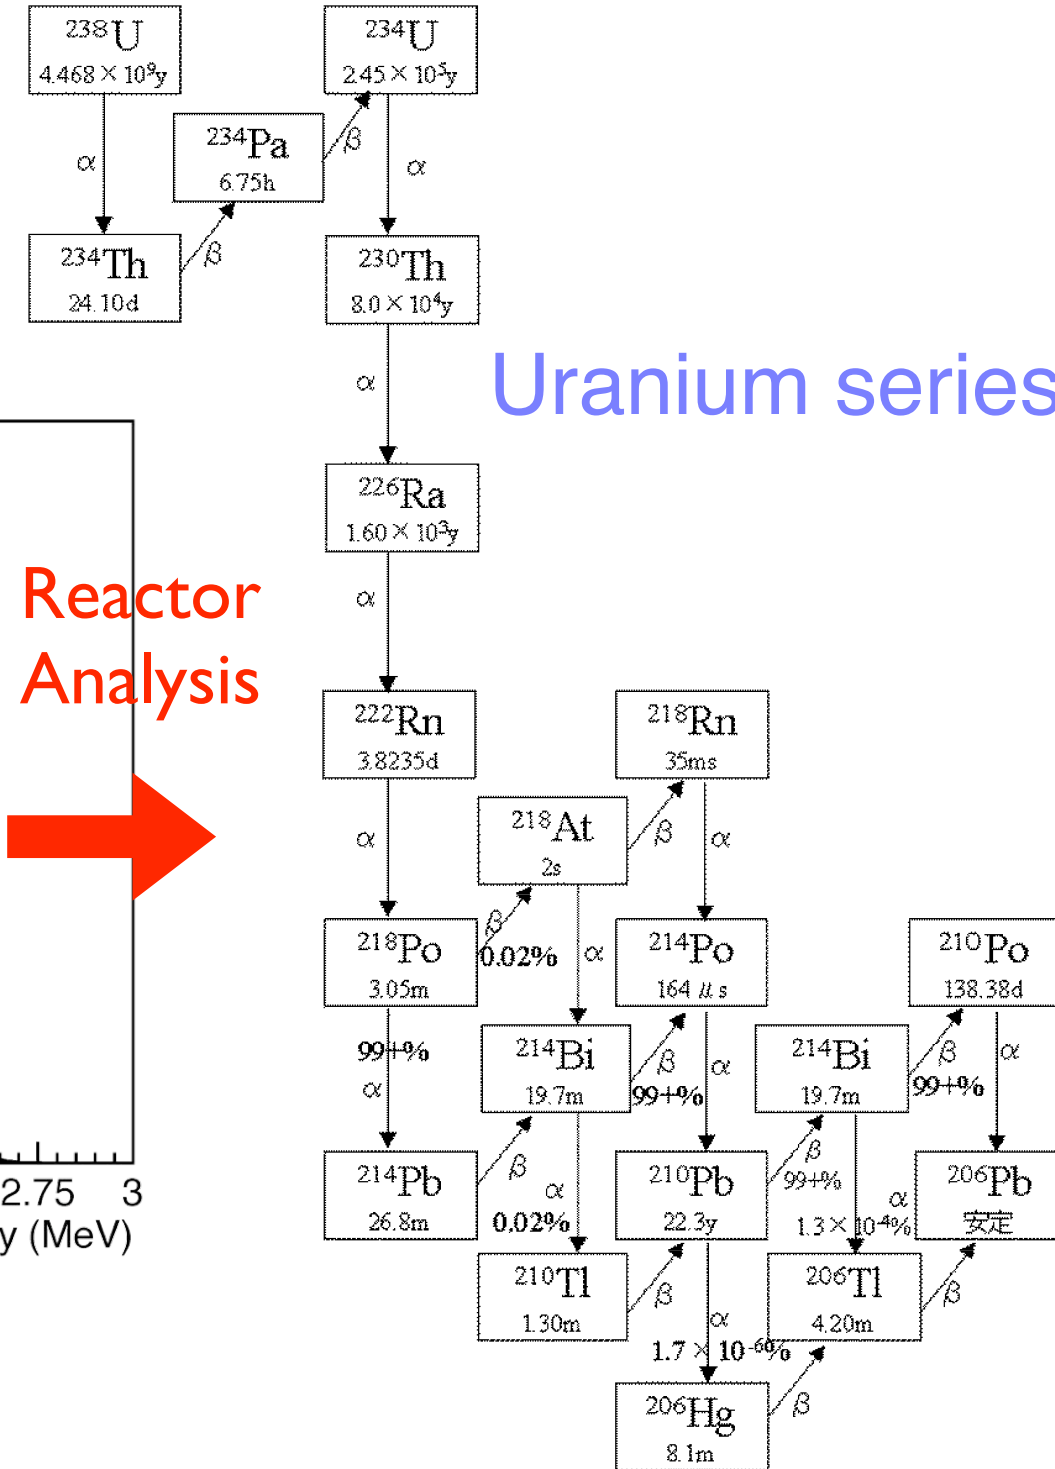 238U
4.468 × 10⁹y
234U
2.45 × 10⁵y
234Pa
6.75h
β
α
α
234Th
24.10d
β
230Th
8.0 × 10⁴y
α
Uranium series
226Ra
1.60 × 10³y
Reactor
Analysis
α
222Rn
3.8235d
218Rn
35ms
218At
2s
β
α
α
218Po
3.05m
β
0.02%
α
214Po
164 μs
210Po
138.38d
99+%
α
214Bi
19.7m
β
99+%
α
214Bi
19.7m
β
99+%
α
214Pb
26.8m
β
α
0.02%
210Pb
22.3y
β
99+%
α
1.3 × 10⁻⁴%
206Pb
安定
2.75 3
y (MeV)
210Tl
1.30m
β
α
1.7 × 10⁻⁶%
206Tl
4.20m
β
206Hg
8.1m
β